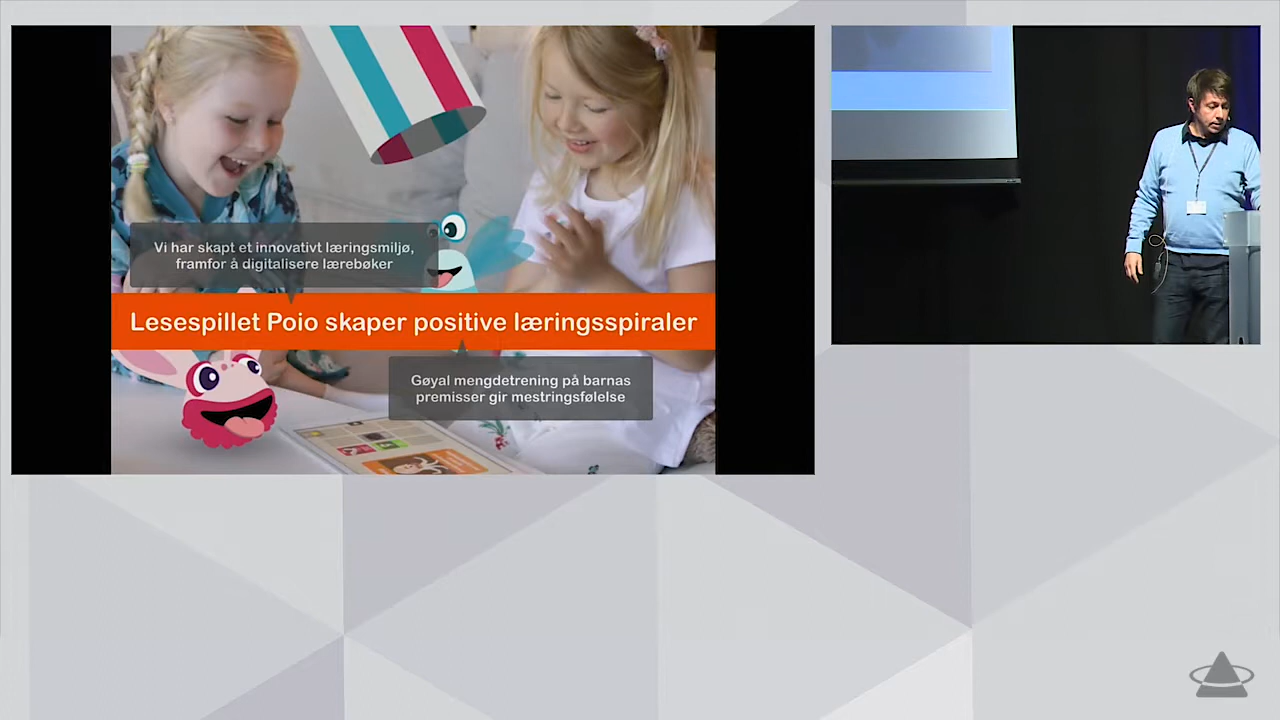 Vi har skapt et innovativt læringsmiljø,
framfor å digitalisere lærebøker
Lesespillet Poio skaper positive læringsspiraler
Gøyal mengdetrening på barnas
premisser gir mestringsfølelse